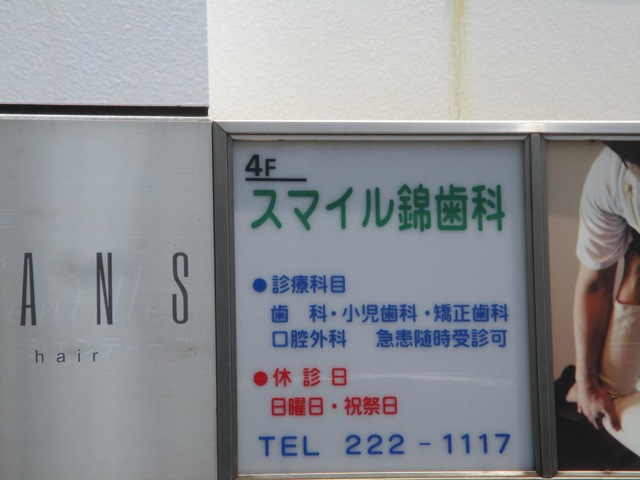 4F
スマイル錦歯科
●診療科目
歯 科・小児歯科・矯正歯科
口腔外科 急患随時受診可
●休診日
日曜日・祝祭日
TEL 222-1117
ANS
hair